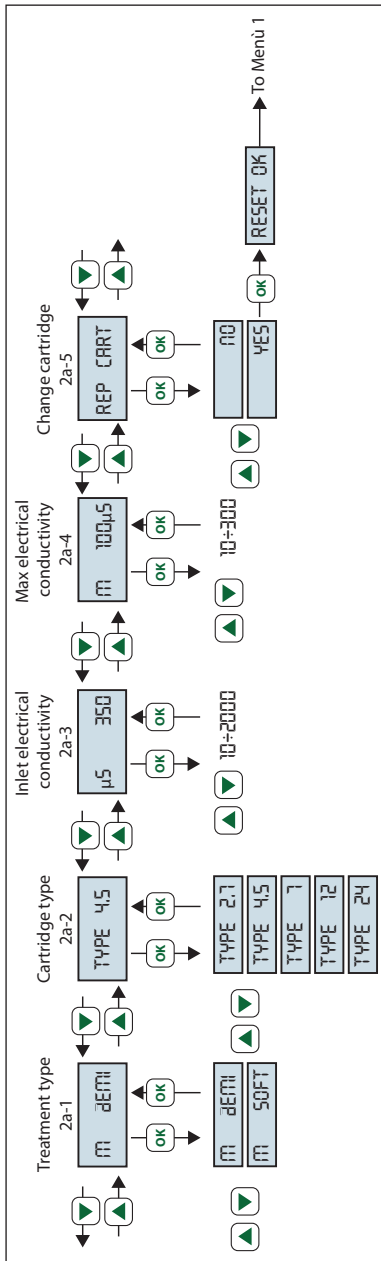 Treatment type
2a-1
M dEMI
OK
OK
M dEMI
M SOFT
Cartridge type
2a-2
TYPE 4.5
OK
OK
TYPE 2.1
TYPE 4.5
TYPE 7
TYPE 12
TYPE 24
Inlet electrical
conductivity
2a-3
µS 350
OK
OK
10÷2000
Max electrical
conductivity
2a-4
M 100µS
OK
OK
10÷300
Change cartridge
2a-5
REP CART
OK
OK
NO
YES
OK
RESET OK
To Menù 1